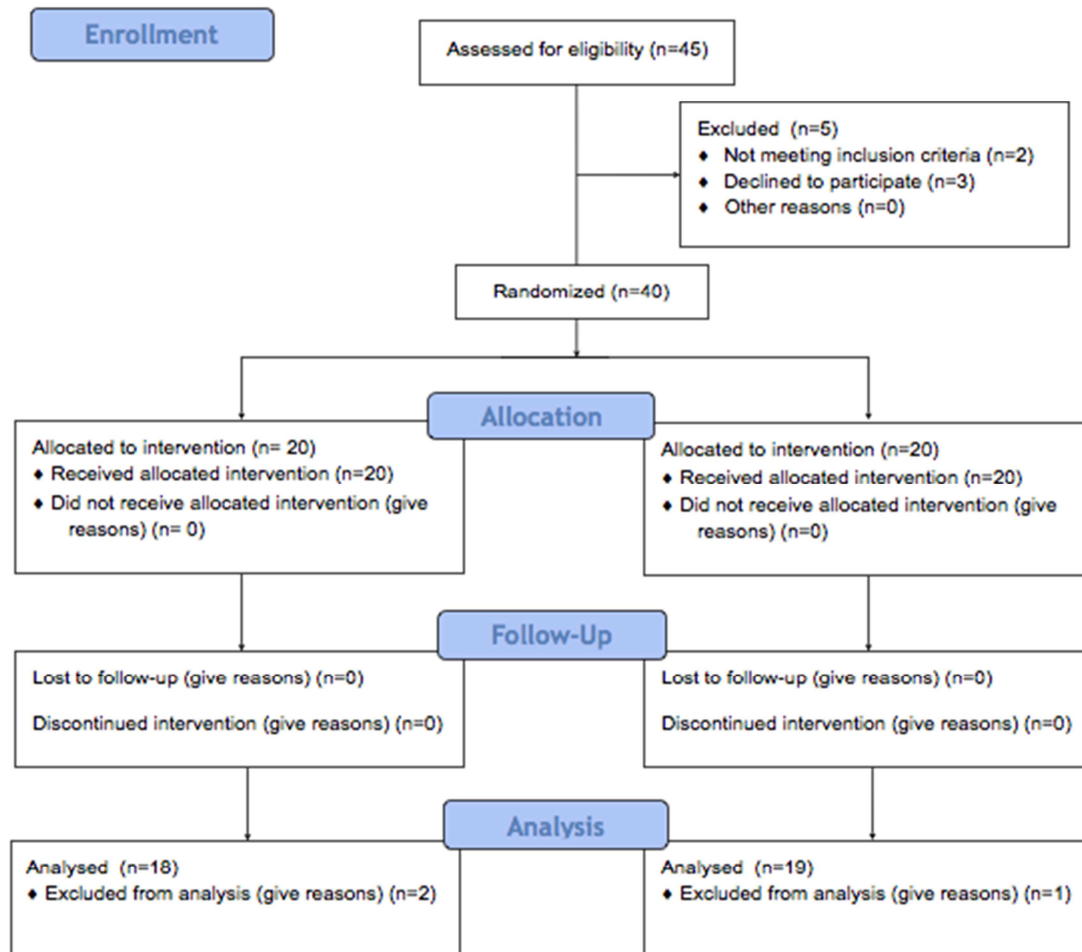 Enrollment
Assessed for eligibility (n=45)
Excluded (n=5)
♦ Not meeting inclusion criteria (n=2)
♦ Declined to participate (n=3)
♦ Other reasons (n=0)
Randomized (n=40)
Allocation
Allocated to intervention (n= 20)
♦ Received allocated intervention (n=20)
♦ Did not receive allocated intervention (give
reasons) (n= 0)
Allocated to intervention (n=20)
♦ Received allocated intervention (n=20)
♦ Did not receive allocated intervention (give
reasons) (n=0)
Follow-Up
Lost to follow-up (give reasons) (n=0)
Discontinued intervention (give reasons) (n=0)
Lost to follow-up (give reasons) (n=0)
Discontinued intervention (give reasons) (n=0)
Analysis
Analysed (n=18)
♦ Excluded from analysis (give reasons) (n=2)
Analysed (n=19)
♦ Excluded from analysis (give reasons) (n=1)